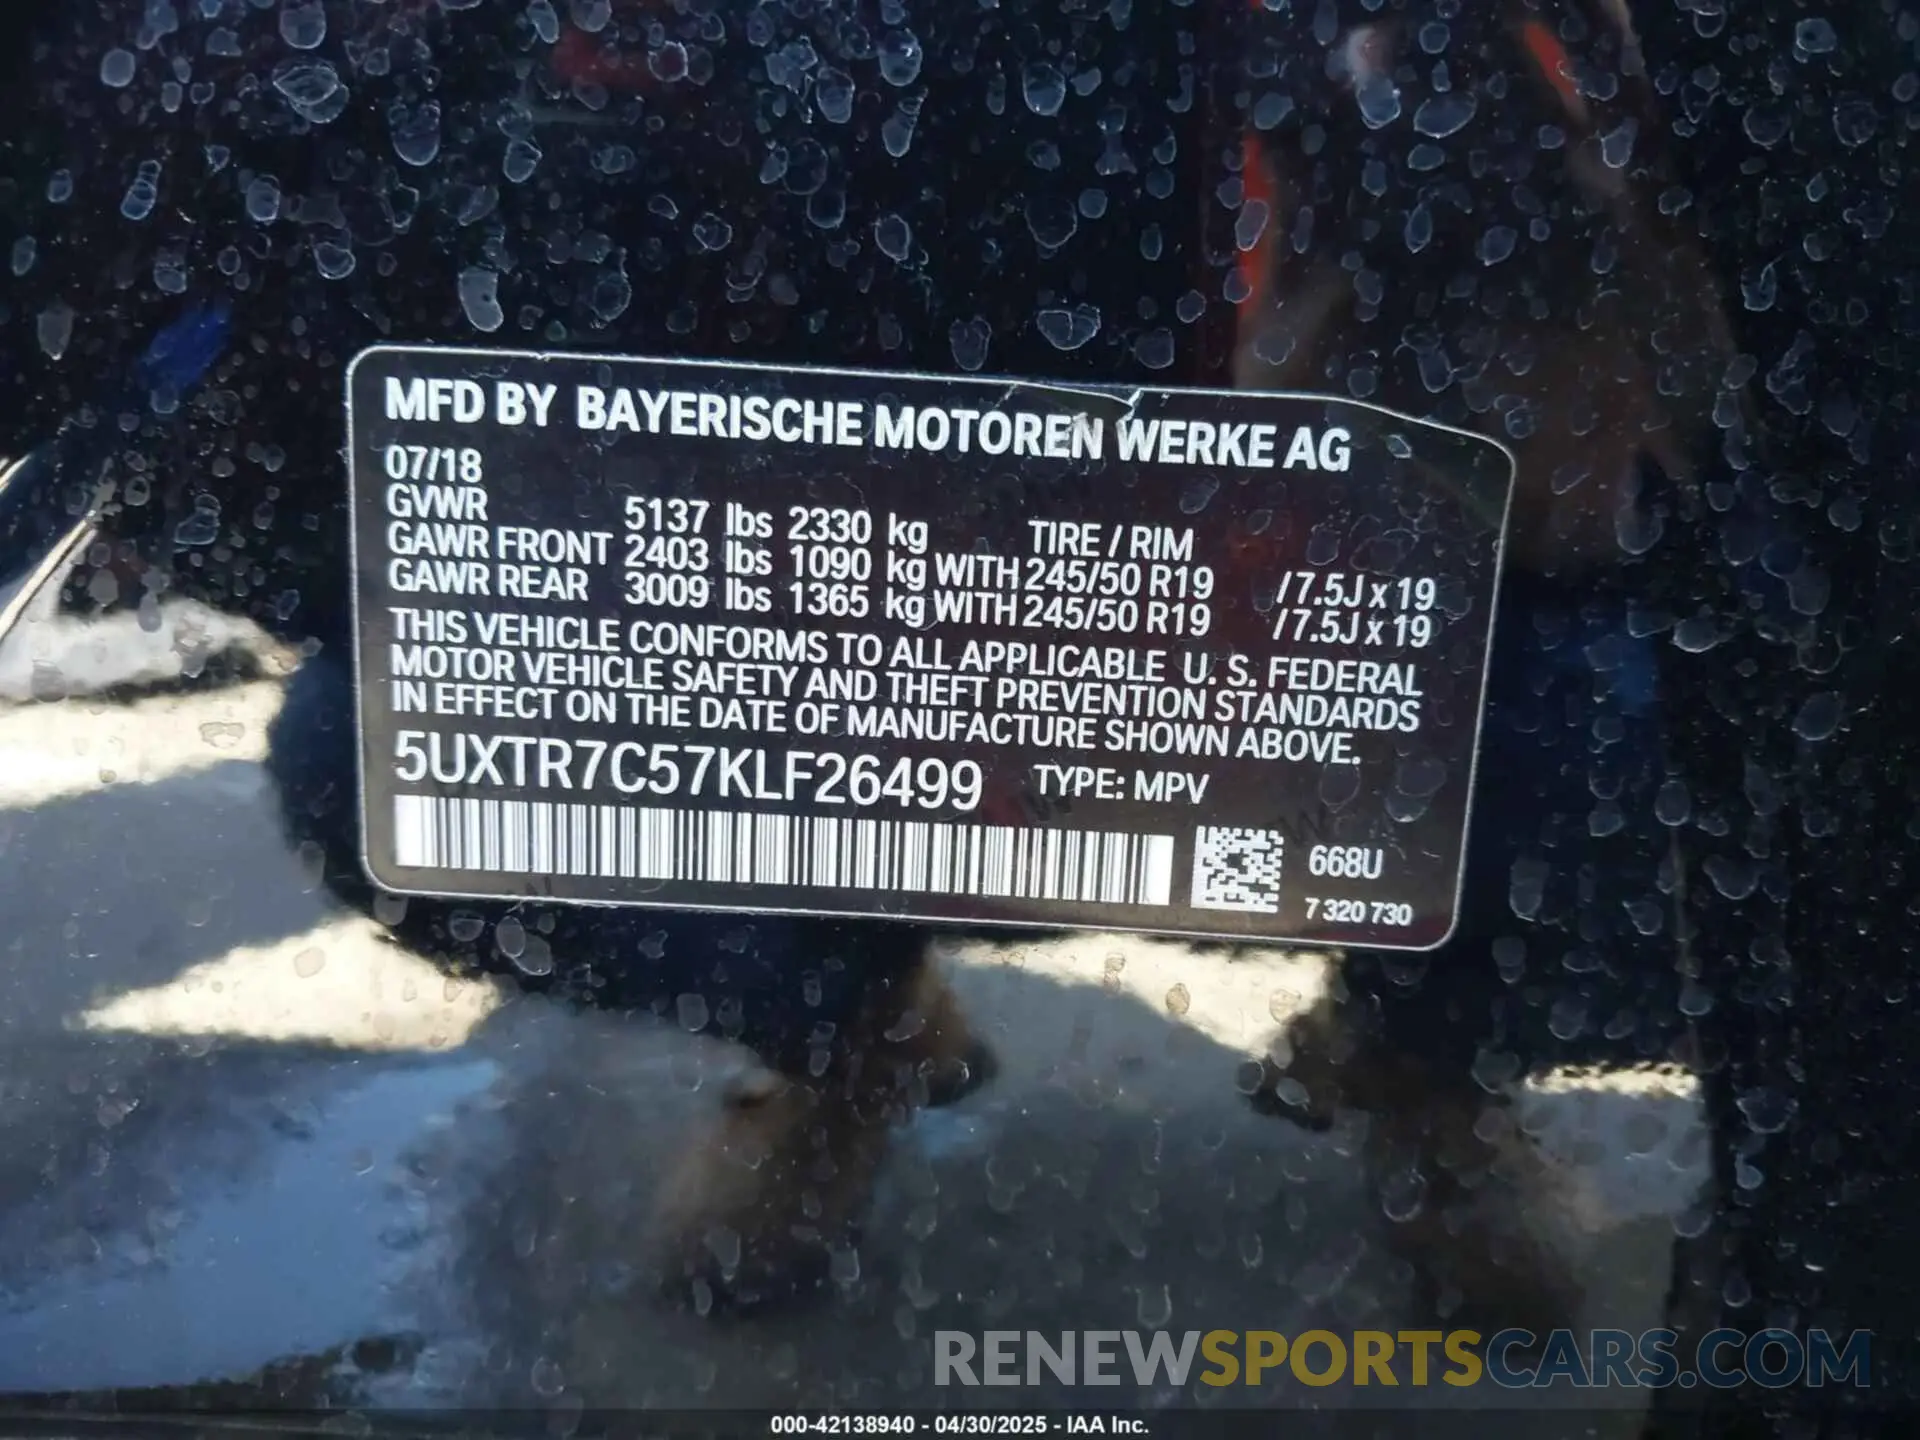 MFD BY BAYERISCHE MOTOREN WERKE AG
07/18
GVWR 5137 lbs 2330 kg TIRE / RIM
GAWR FRONT 2403 lbs 1090 kg WITH 245/50 R19 /7.5J x 19
GAWR REAR 3009 lbs 1365 kg WITH 245/50 R19 /7.5J x 19
THIS VEHICLE CONFORMS TO ALL APPLICABLE U. S. FEDERAL
MOTOR VEHICLE SAFETY AND THEFT PREVENTION STANDARDS
IN EFFECT ON THE DATE OF MANUFACTURE SHOWN ABOVE.
5UXTR7C57KLF26499 TYPE: MPV
668U
7 320 730
RENEWSPORTSCARS.COM
000-42138940 - 04/30/2025 - IAA Inc.